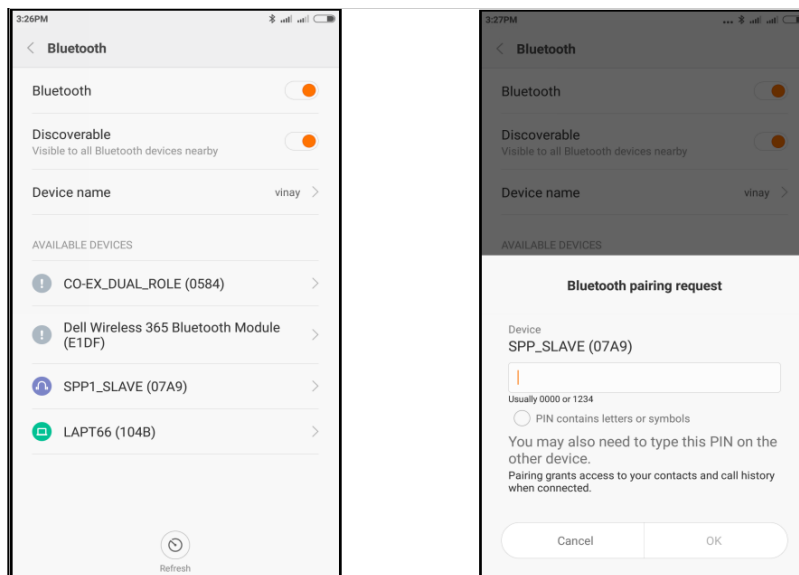 3:26PM
Bluetooth
Bluetooth
Discoverable
Visible to all Bluetooth devices nearby
Device name vinay
AVAILABLE DEVICES
CO-EX_DUAL_ROLE (0584)
Dell Wireless 365 Bluetooth Module
(E1DF)
SPP1_SLAVE (07A9)
LAPT66 (104B)
Refresh
3:27PM
Bluetooth
Bluetooth
Discoverable
Visible to all Bluetooth devices nearby
Device name vinay
AVAILABLE DEVICES
Bluetooth pairing request
Device
SPP_SLAVE (07A9)
Usually 0000 or 1234
PIN contains letters or symbols
You may also need to type this PIN on the
other device.
Pairing grants access to your contacts and call history
when connected.
Cancel OK